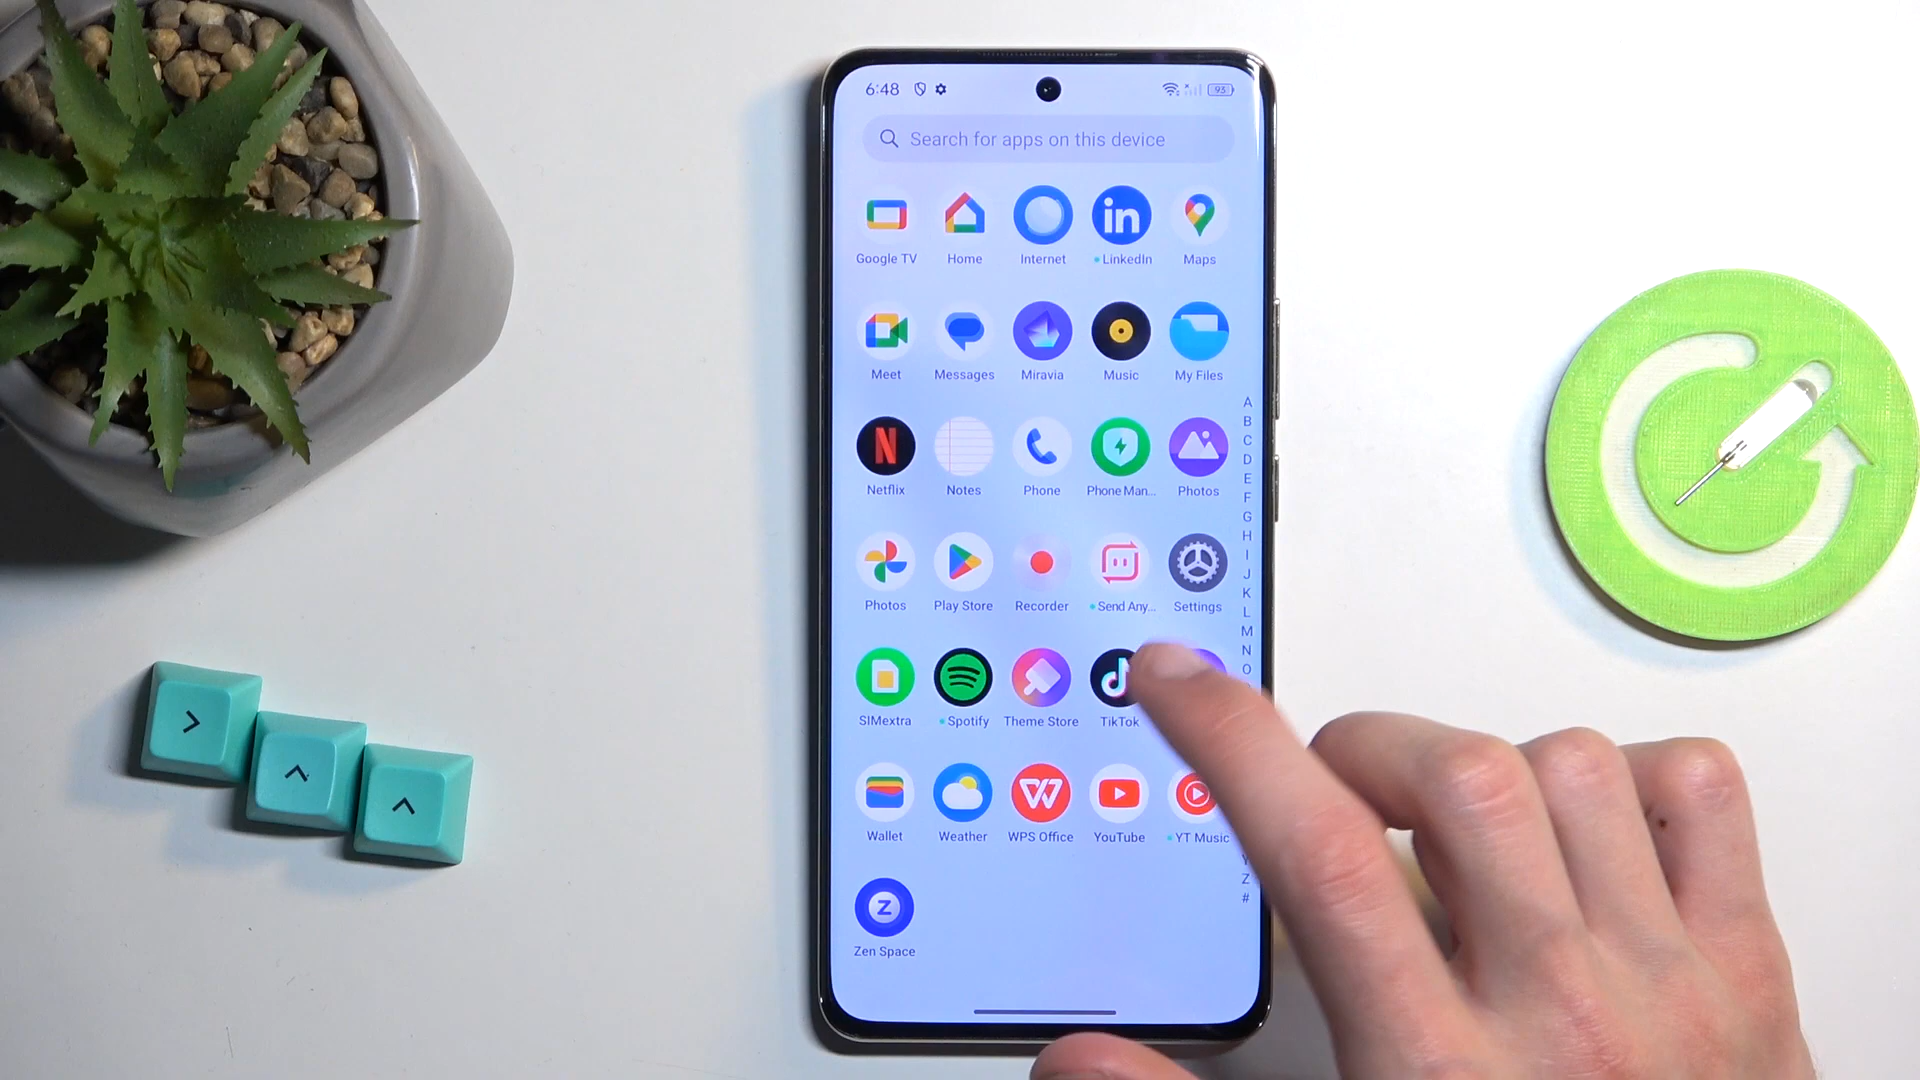 6:48 93
Search for apps on this device
in
Google TV Home Internet LinkedIn Maps
Meet Messages Miravia Music My Files
N
Netflix Notes Phone Phone Man... Photos
Photos Play Store Recorder Send Any... Settings
SIMextra Spotify Theme Store TikTok
W
Wallet Weather WPS Office YouTube YT Music
Z
Zen Space
A
B
C
D
E
F
G
H
I
J
K
L
M
N
O
Y
Z
#
>